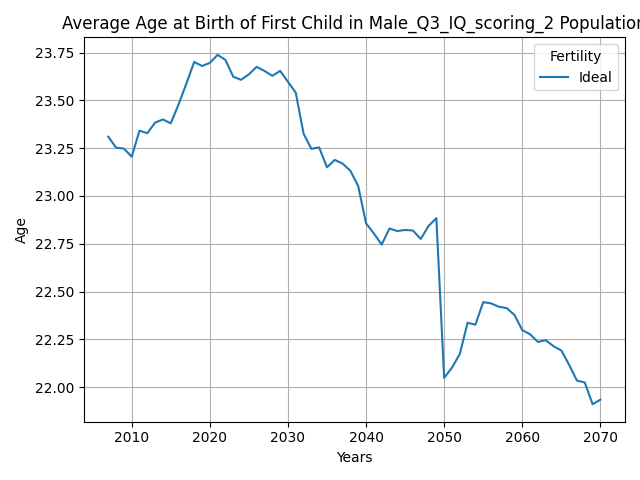 Average Age at Birth of First Child in Male_Q3_IQ_scoring_2 Population
Fertility
Ideal
23.75
23.50
23.25
23.00
22.75
22.50
22.25
22.00
Age
2010 2020 2030 2040 2050 2060 2070
Years